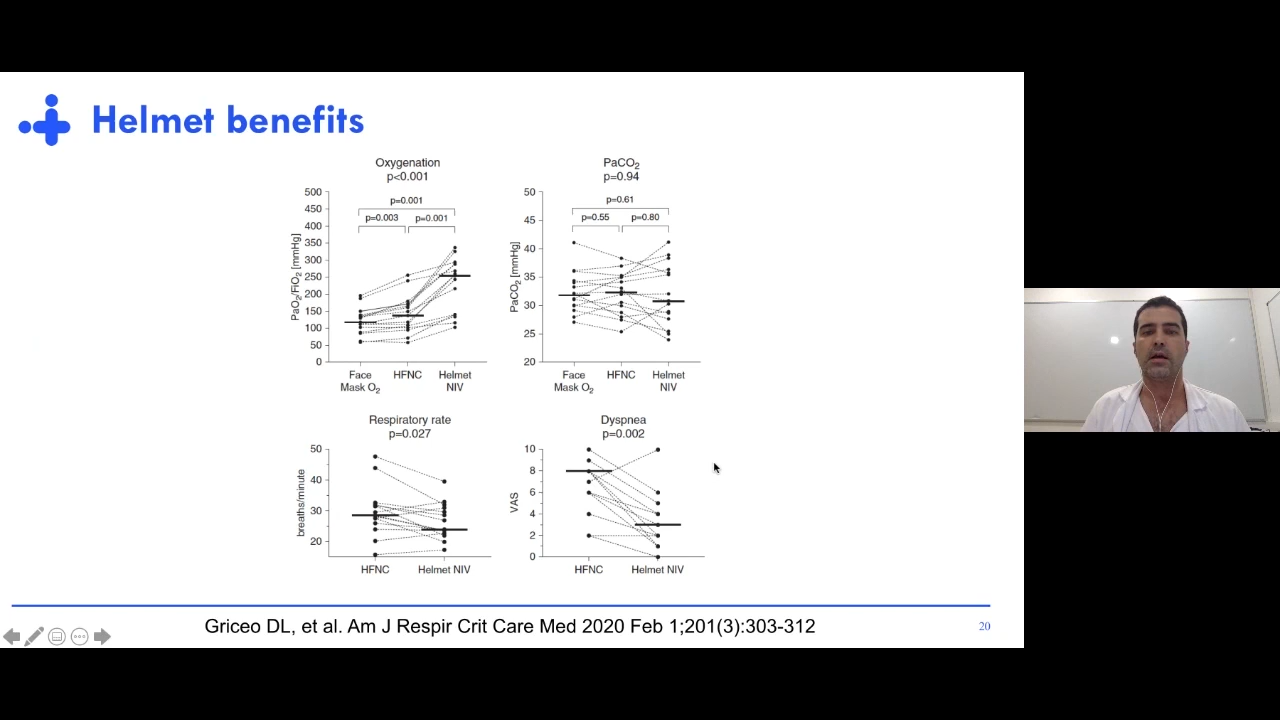 Helmet benefits
Oxygenation
p<0.001
500
450
400
350
300
250
200
150
100
50
0
PaO2/FiO2 [mmHg]
p=0.001
p=0.003
p=0.001
Face
Mask O2
HFNC
Helmet
NIV
PaCO2
p=0.94
50
45
40
35
30
25
20
PaCO2 [mmHg]
p=0.61
p=0.55
p=0.80
Face
Mask O2
HFNC
Helmet
NIV
Respiratory rate
p=0.027
50
40
30
20
breaths/minute
HFNC
Helmet NIV
Dyspnea
p=0.002
10
8
6
4
2
0
VAS
HFNC
Helmet NIV
Griceo DL, et al. Am J Respir Crit Care Med 2020 Feb 1;201(3):303-312
20